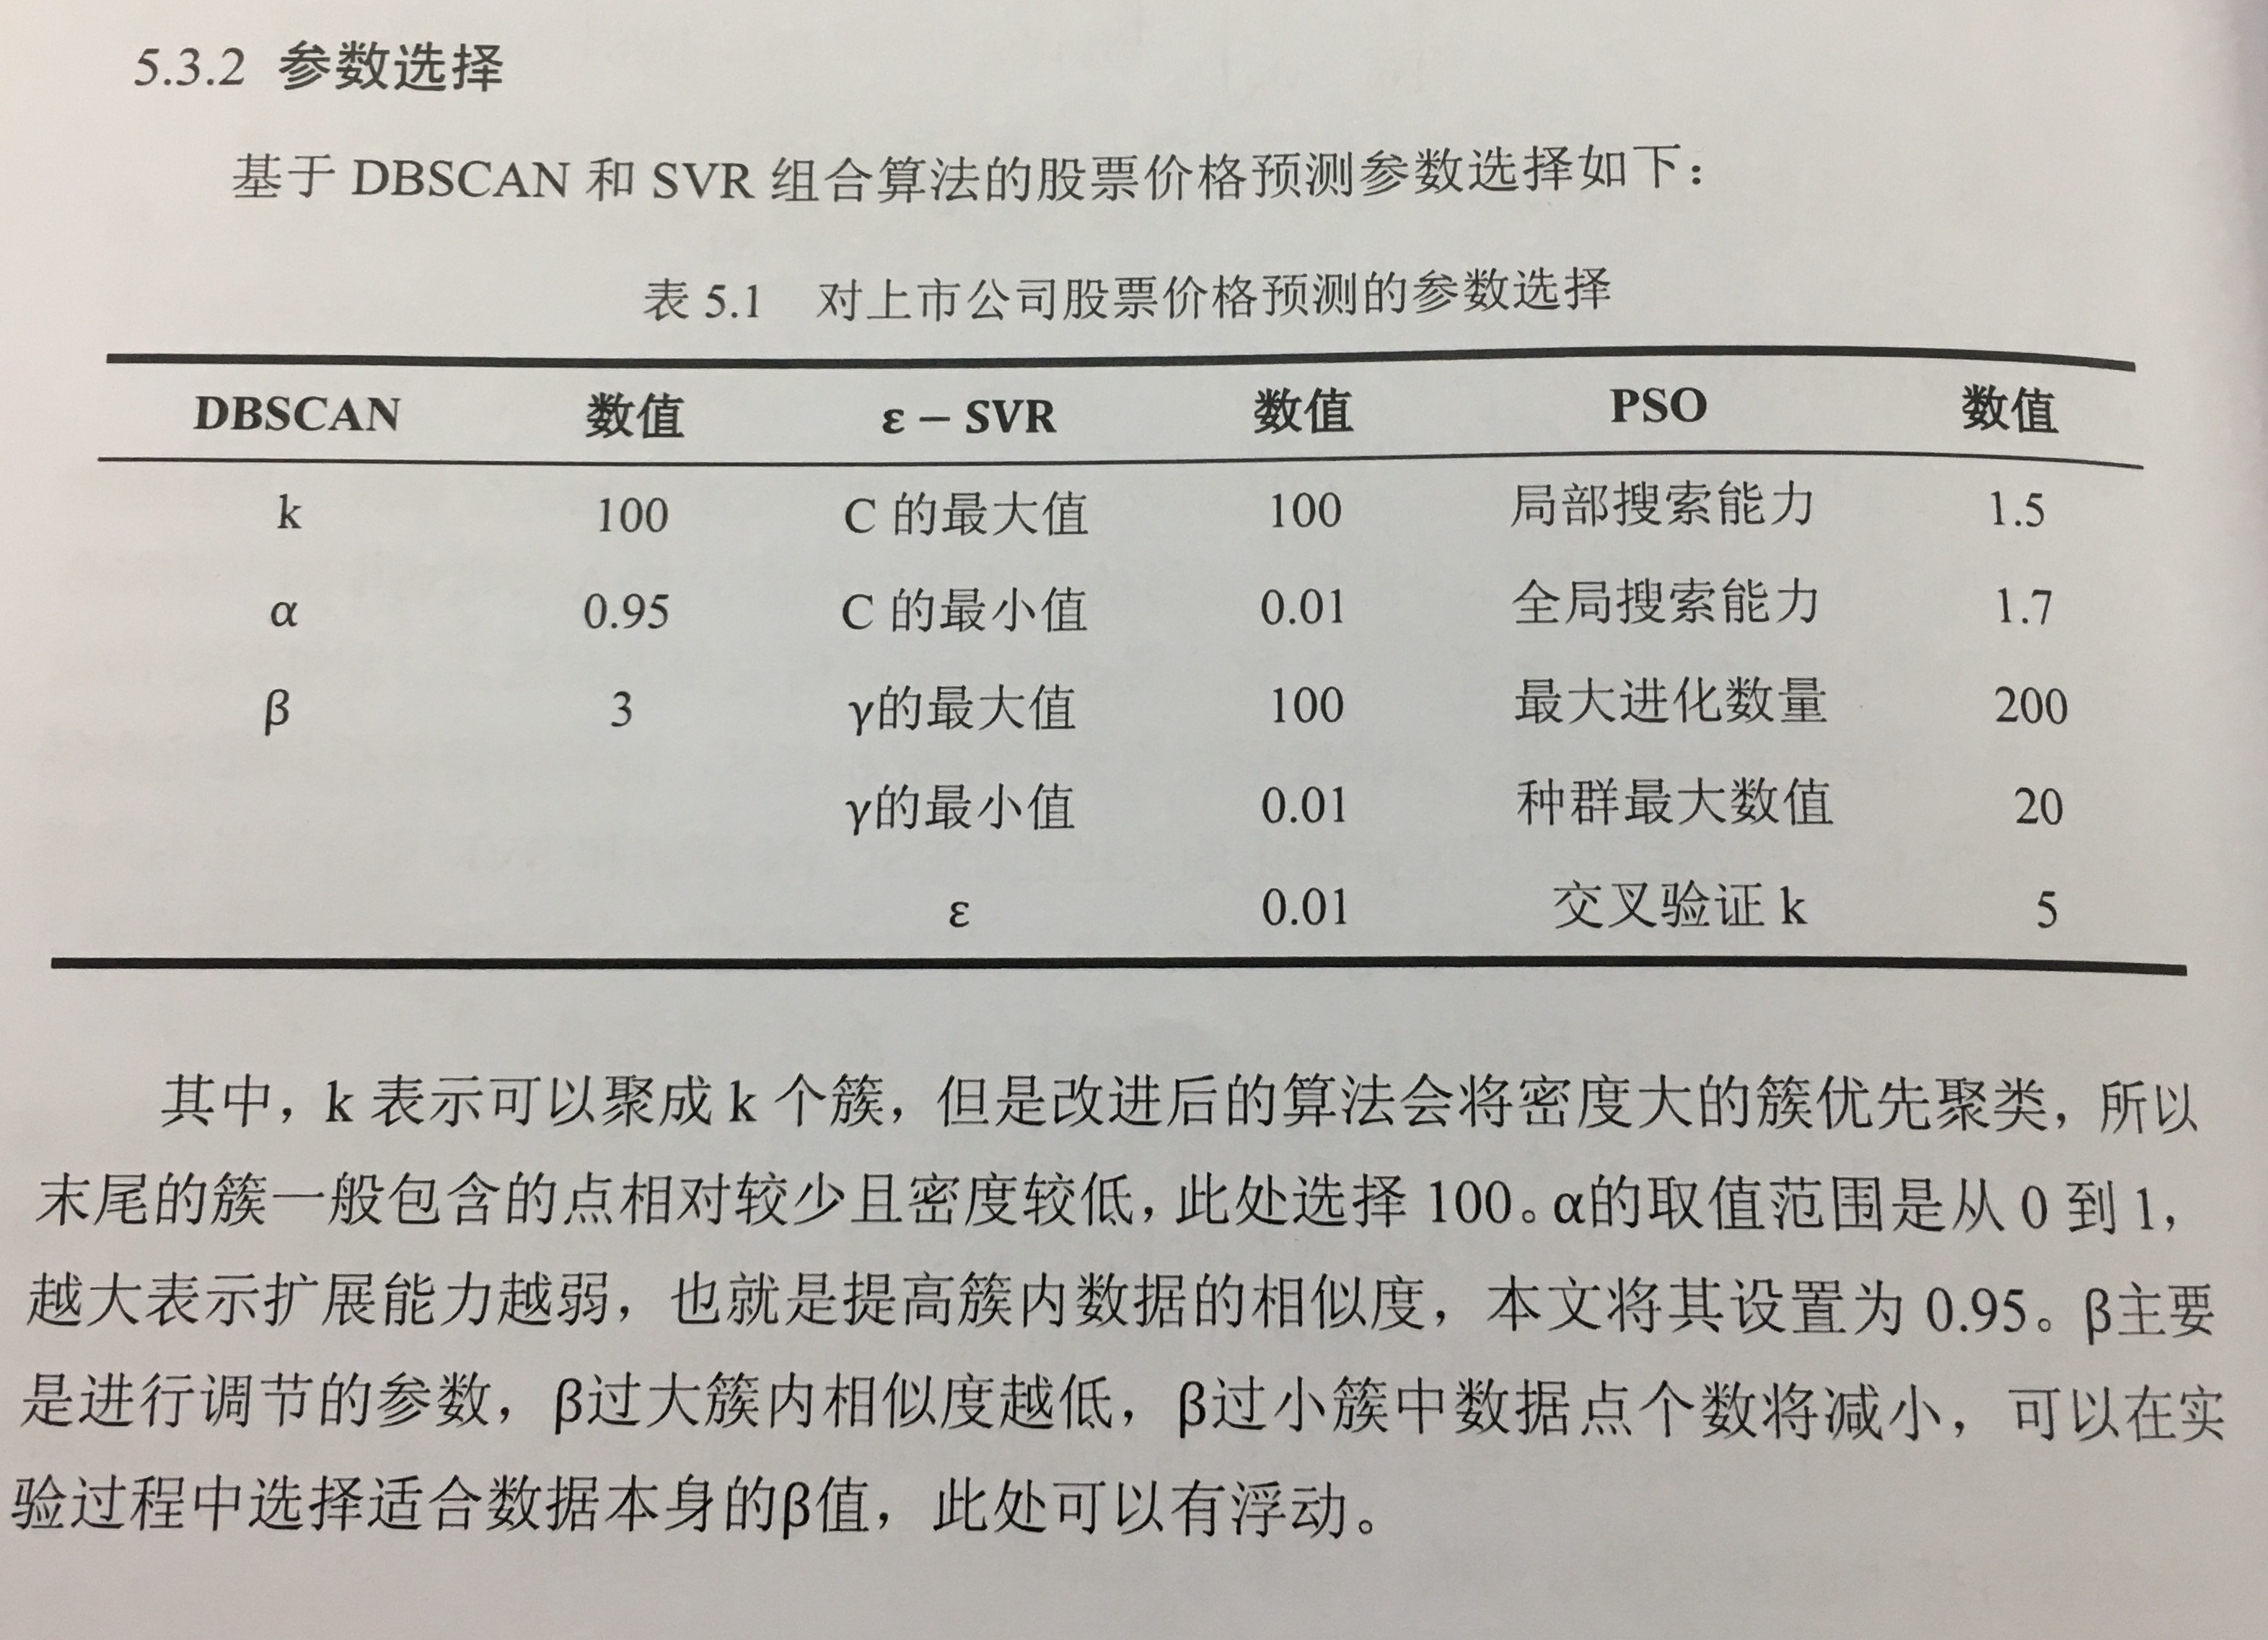 5.3.2 参数选择
基于 DBSCAN 和 SVR 组合算法的股票价格预测参数选择如下：
表 5.1 对上市公司股票价格预测的参数选择
DBSCAN 数值 ε − SVR 数值 PSO 数值
k 100 C 的最大值 100 局部搜索能力 1.5
α 0.95 C 的最小值 0.01 全局搜索能力 1.7
β 3 γ的最大值 100 最大进化数量 200
γ的最小值 0.01 种群最大数值 20
ε 0.01 交叉验证 k 5
其中，k 表示可以聚成 k 个簇，但是改进后的算法会将密度大的簇优先聚类，所以
末尾的簇一般包含的点相对较少且密度较低，此处选择 100。α的取值范围是从 0 到 1，
越大表示扩展能力越弱，也就是提高簇内数据的相似度，本文将其设置为 0.95。β主要
是进行调节的参数，β过大簇内相似度越低，β过小簇中数据点个数将减小，可以在实
验过程中选择适合数据本身的β值，此处可以有浮动。